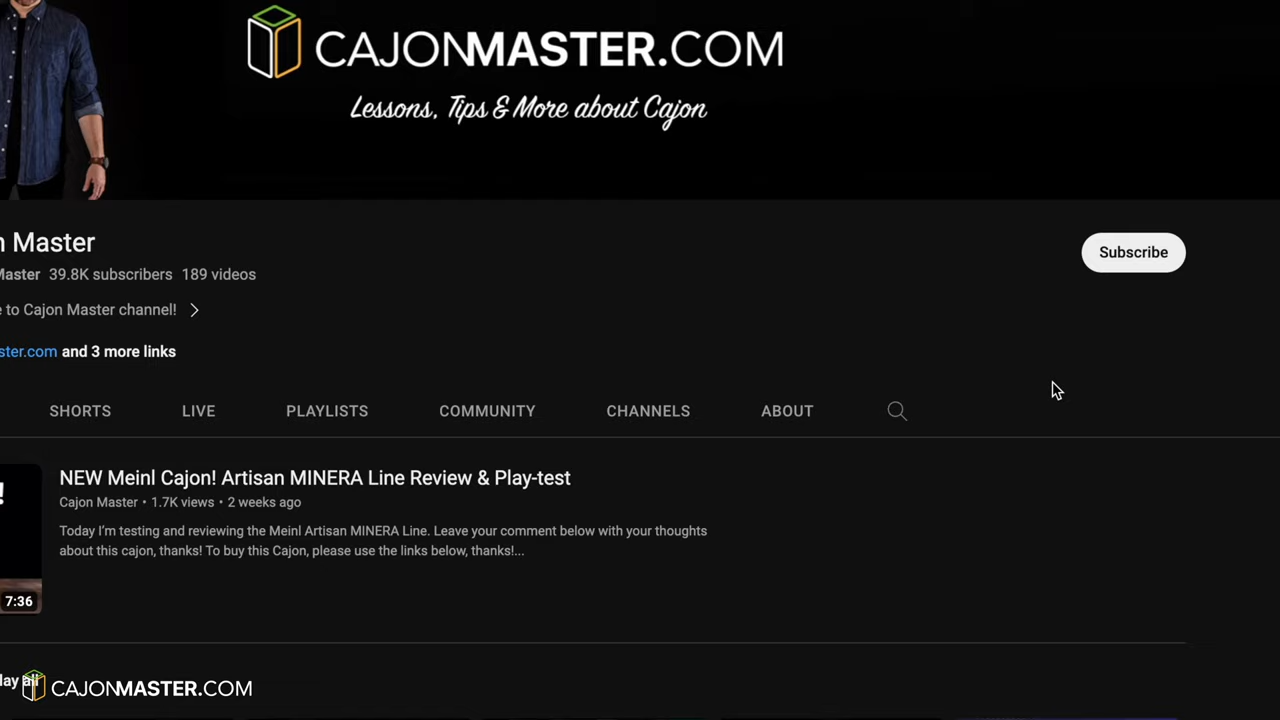 CAJONMASTER.COM
Lessons, Tips & More about Cajon
Master
Subscribe
Master 39.8K subscribers 189 videos
to Cajon Master channel!
ster.com and 3 more links
SHORTS LIVE PLAYLISTS COMMUNITY CHANNELS ABOUT
NEW Meinl Cajon! Artisan MINERA Line Review & Play-test
Cajon Master • 1.7K views • 2 weeks ago
Today I'm testing and reviewing the Meinl Artisan MINERA Line. Leave your comment below with your thoughts
about this cajon, thanks! To buy this Cajon, please use the links below, thanks!...
7:36
CAJONMASTER.COM